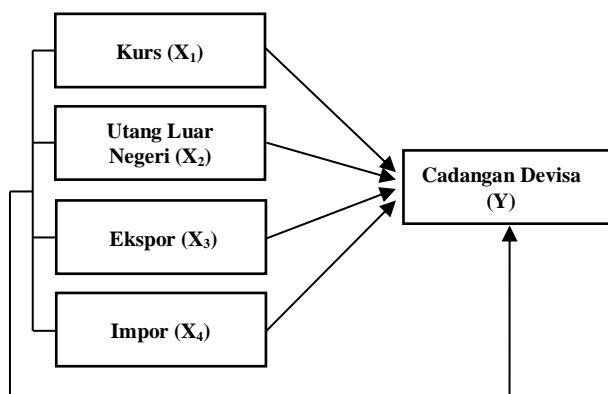 Kurs (X₁)
Utang Luar
Negeri (X₂)
Cadangan Devisa
(Y)
Ekspor (X₃)
Impor (X₄)